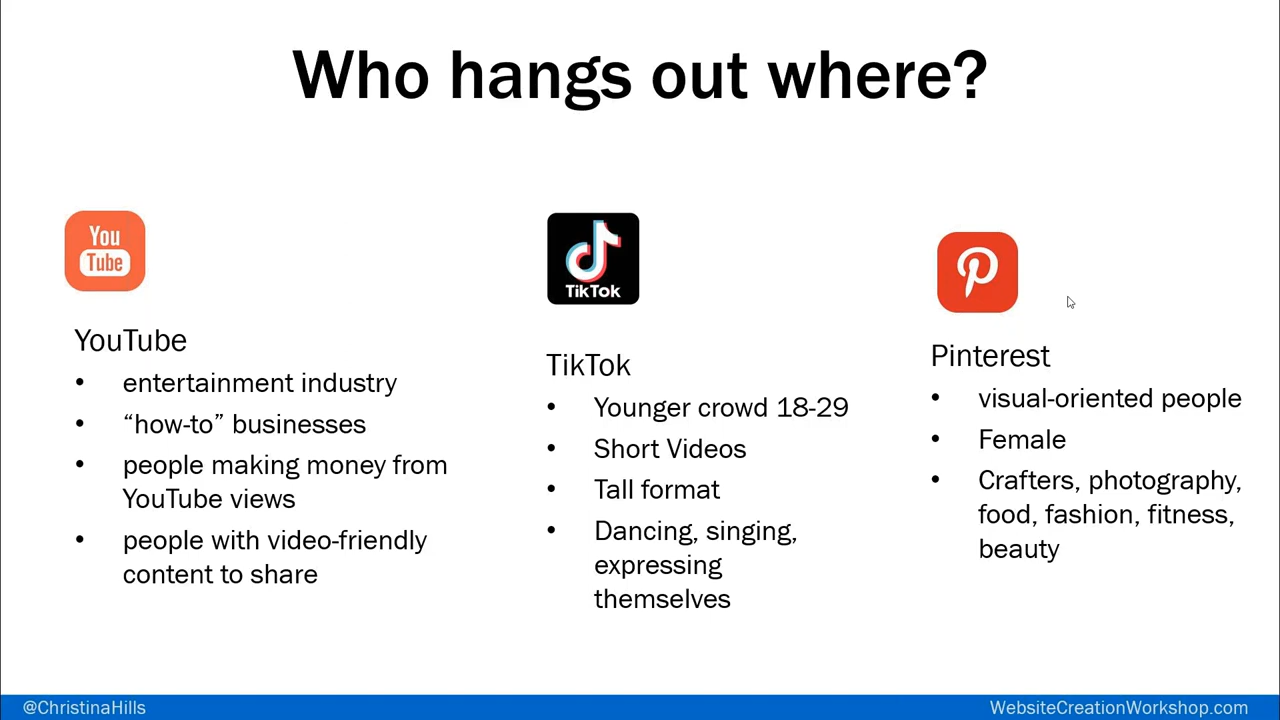 Who hangs out where?
You
Tube
YouTube
• entertainment industry
• “how-to” businesses
• people making money from
YouTube views
• people with video-friendly
content to share
TikTok
TikTok
• Younger crowd 18-29
• Short Videos
• Tall format
• Dancing, singing,
expressing
themselves
Pinterest
• visual-oriented people
• Female
• Crafters, photography,
food, fashion, fitness,
beauty
@ChristinaHills
WebsiteCreationWorkshop.com